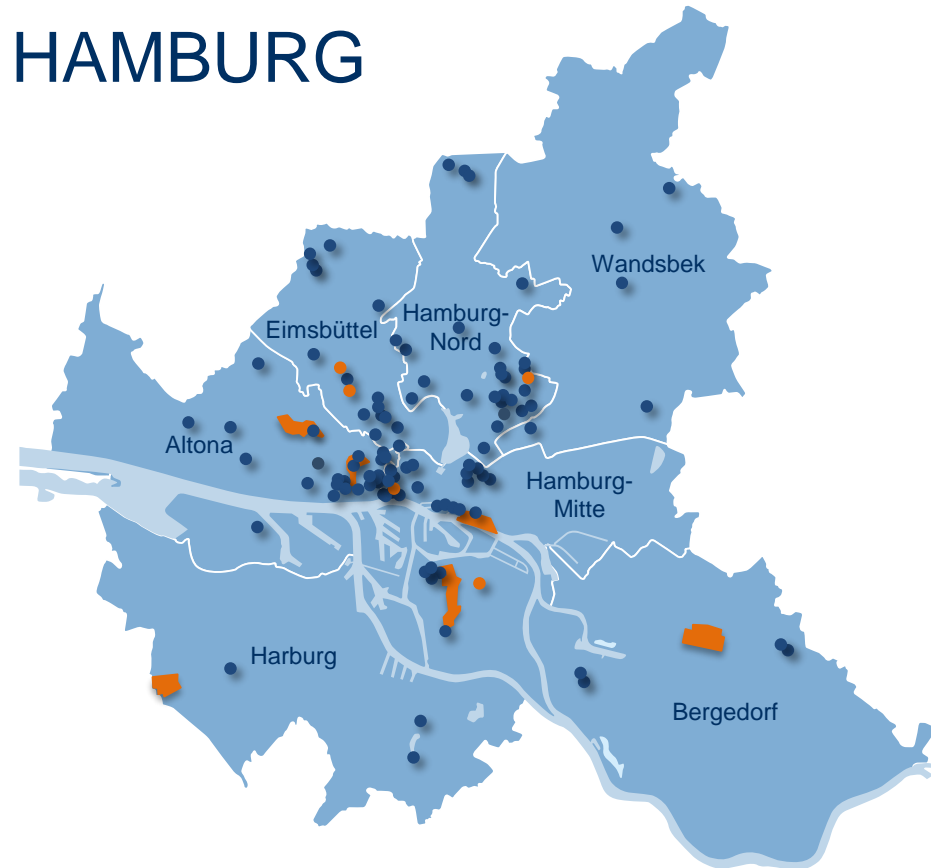 HAMBURG
Wandsbek
Hamburg-
Nord
Eimsbüttel
Altona
Hamburg-
Mitte
Harburg
Bergedorf